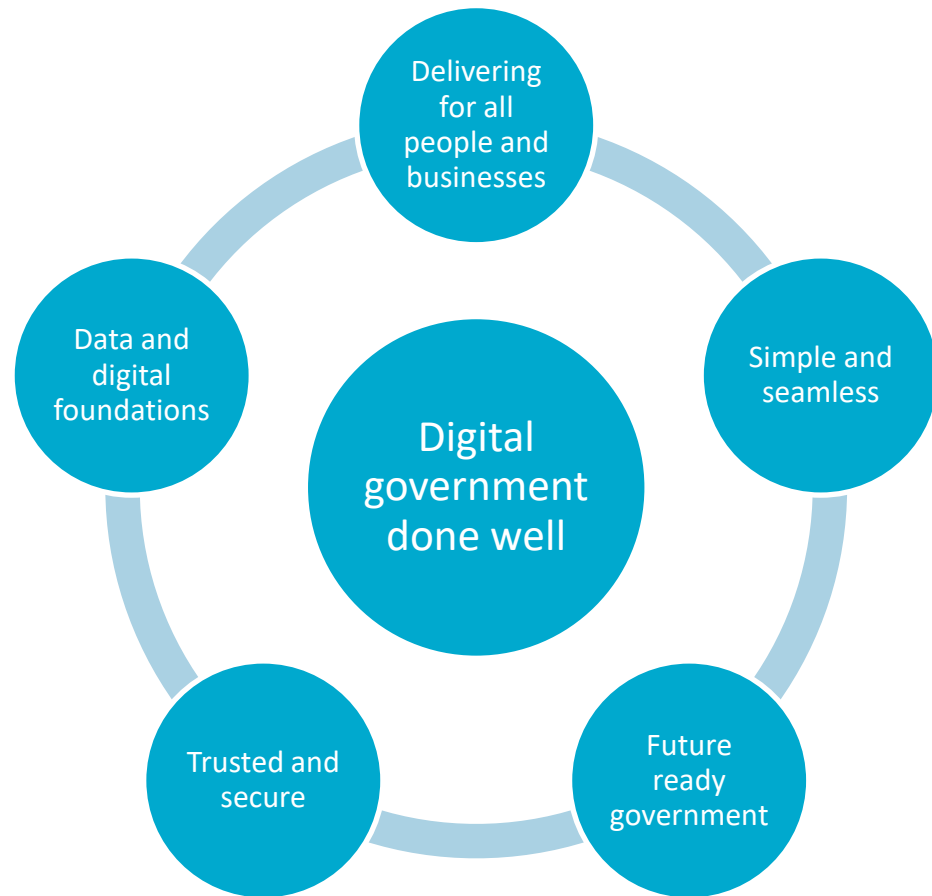 Delivering
for all
people and
businesses
Simple and
seamless
Future
ready
government
Trusted and
secure
Data and
digital
foundations
Digital
government
done well